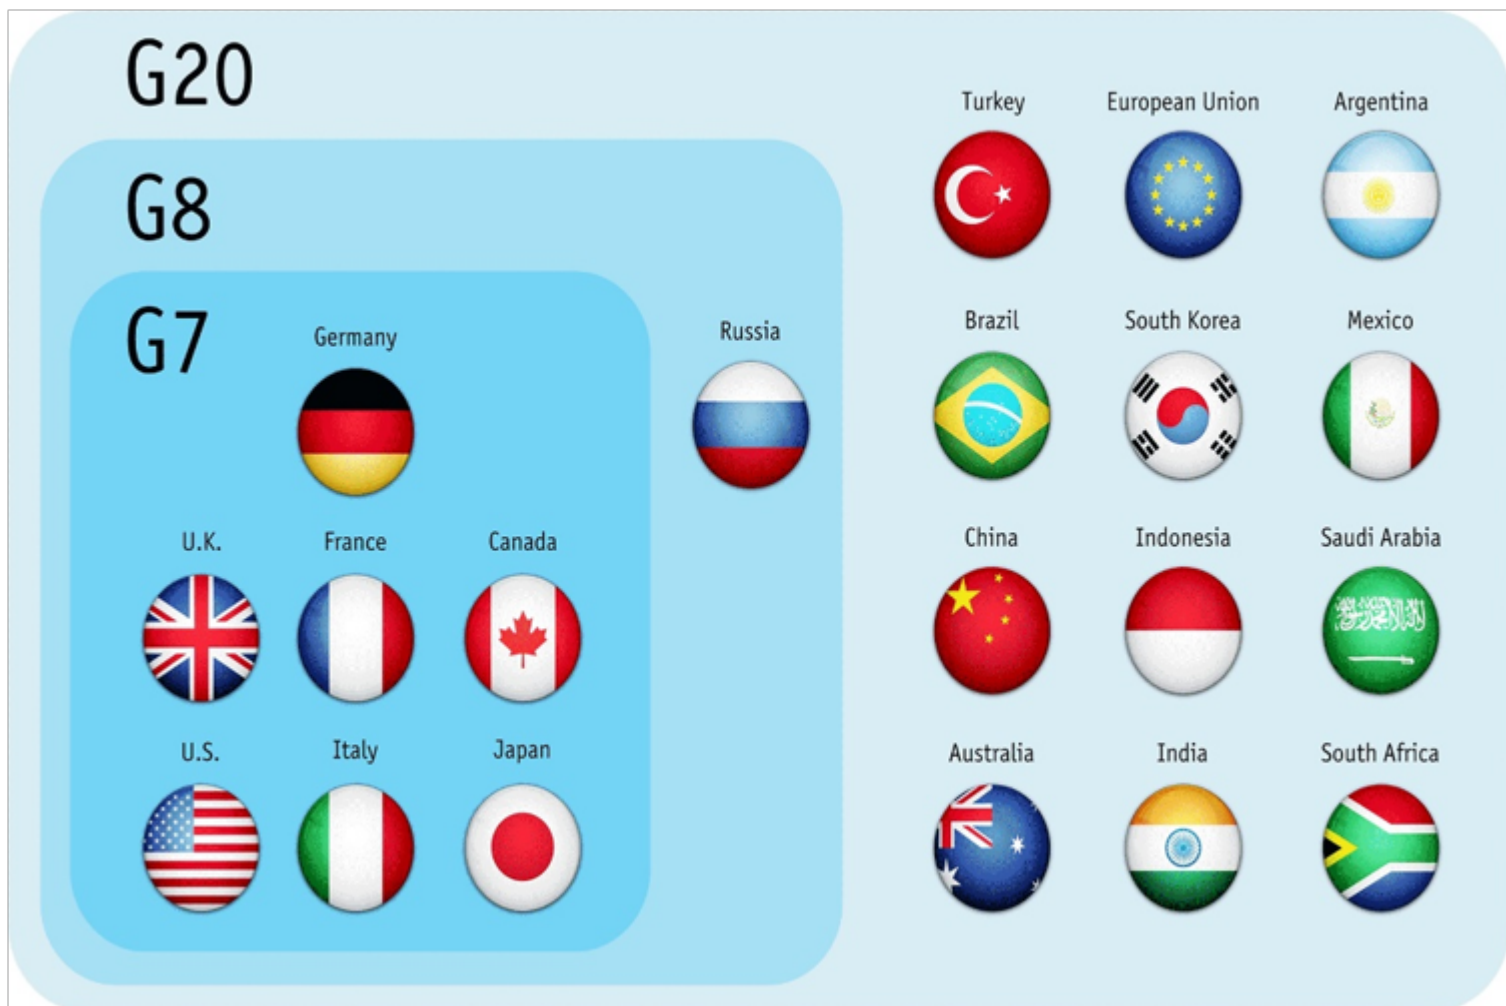 G20
G8
G7
Germany
U.K.
France
Canada
U.S.
Italy
Japan
Russia
Turkey
European Union
Argentina
Brazil
South Korea
Mexico
China
Indonesia
Saudi Arabia
Australia
India
South Africa